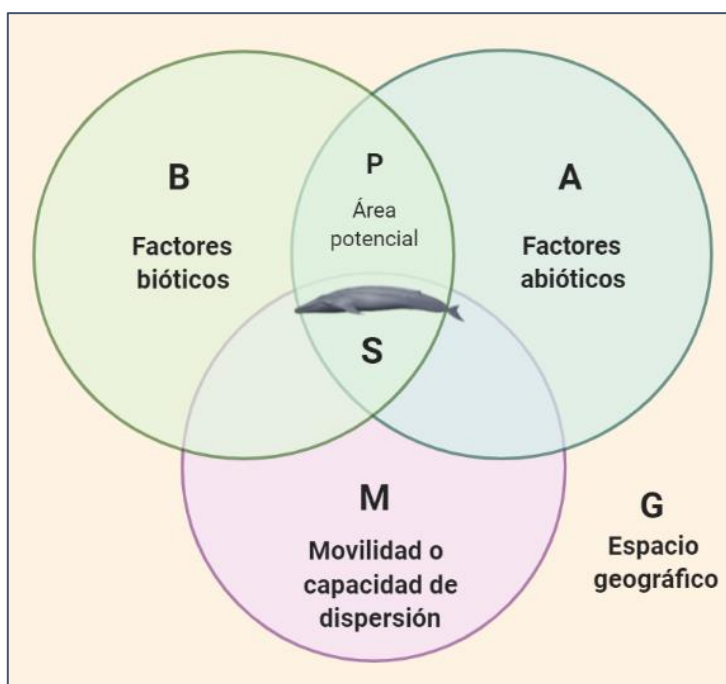 B
Factores
bióticos
P
Área
potencial
A
Factores
abióticos
S
M
Movilidad o
capacidad de
dispersión
G
Espacio
geográfico